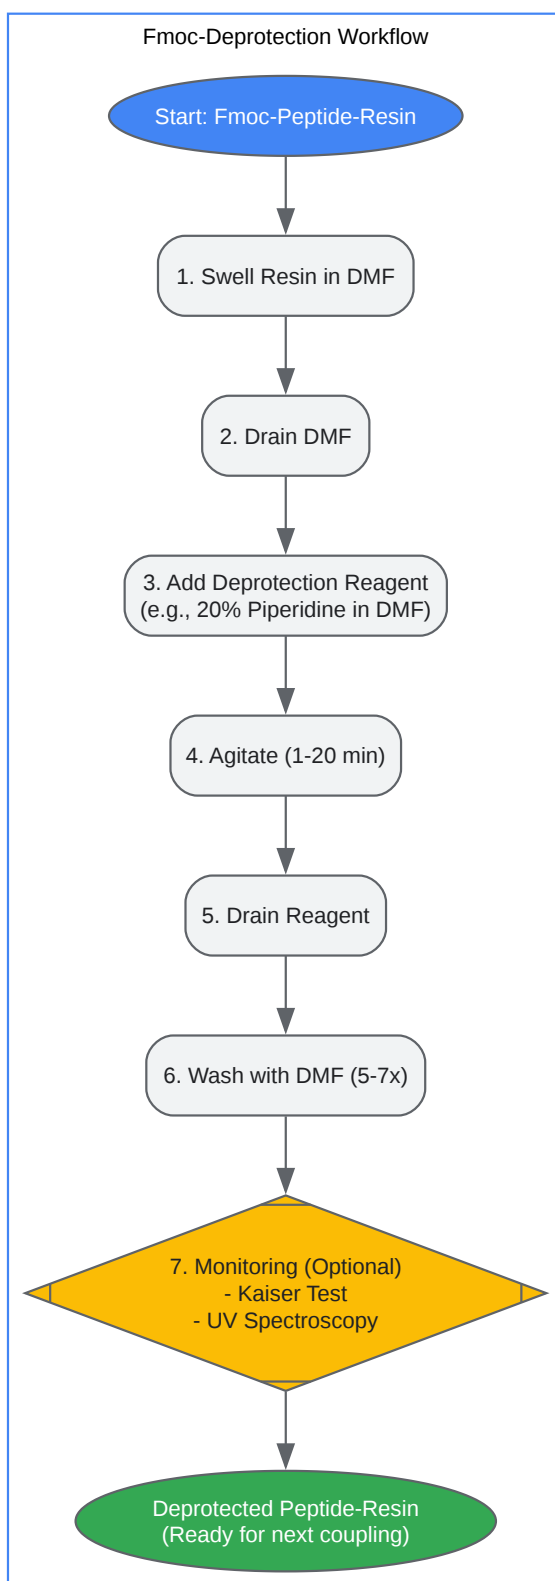 Fmoc-Deprotection Workflow
Start: Fmoc-Peptide-Resin
1. Swell Resin in DMF
2. Drain DMF
3. Add Deprotection Reagent
(e.g., 20% Piperidine in DMF)
4. Agitate (1-20 min)
5. Drain Reagent
6. Wash with DMF (5-7x)
7. Monitoring (Optional)
- Kaiser Test
- UV Spectroscopy
Deprotected Peptide-Resin
(Ready for next coupling)